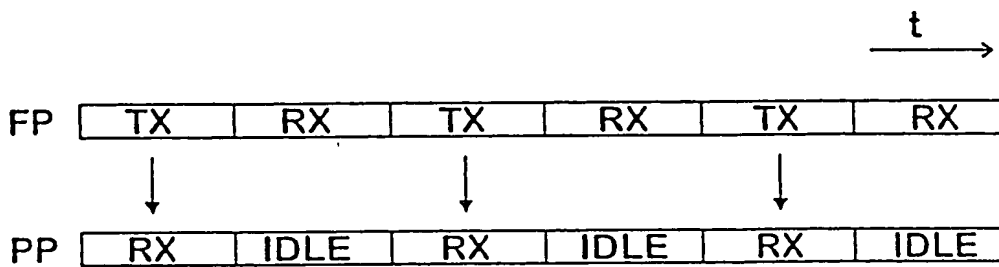 t
FP TX RX TX RX TX RX
PP RX IDLE RX IDLE RX IDLE